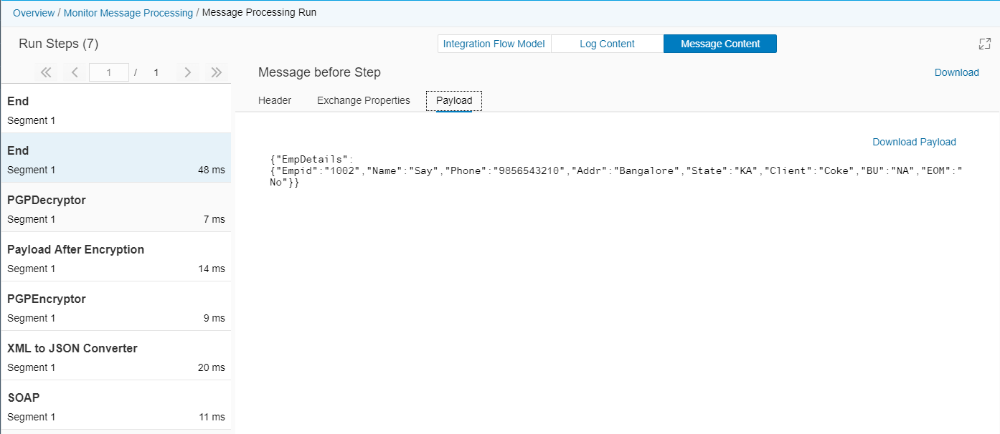 Overview / Monitor Message Processing / Message Processing Run
Run Steps (7)
Integration Flow Model Log Content Message Content
1 / 1
Message before Step
Download
Header Exchange Properties Payload
End
Segment 1
End
Segment 1 48 ms
PGPDecryptor
Segment 1 7 ms
Payload After Encryption
Segment 1 14 ms
PGPEncryptor
Segment 1 9 ms
XML to JSON Converter
Segment 1 20 ms
SOAP
Segment 1 11 ms
Download Payload
{"EmpDetails":
{"Empid":"1002","Name":"Say","Phone":"9856543210","Addr":"Bangalore","State":"KA","Client":"Coke","BU":"NA","EOM":"
No"}}